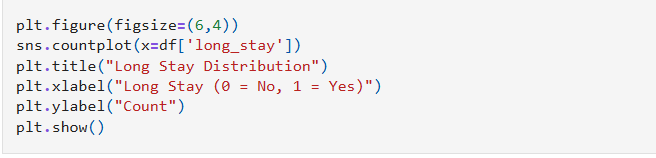 plt.figure(figsize=(6,4))
sns.countplot(x=df['long_stay'])
plt.title("Long Stay Distribution")
plt.xlabel("Long Stay (0 = No, 1 = Yes)")
plt.ylabel("Count")
plt.show()